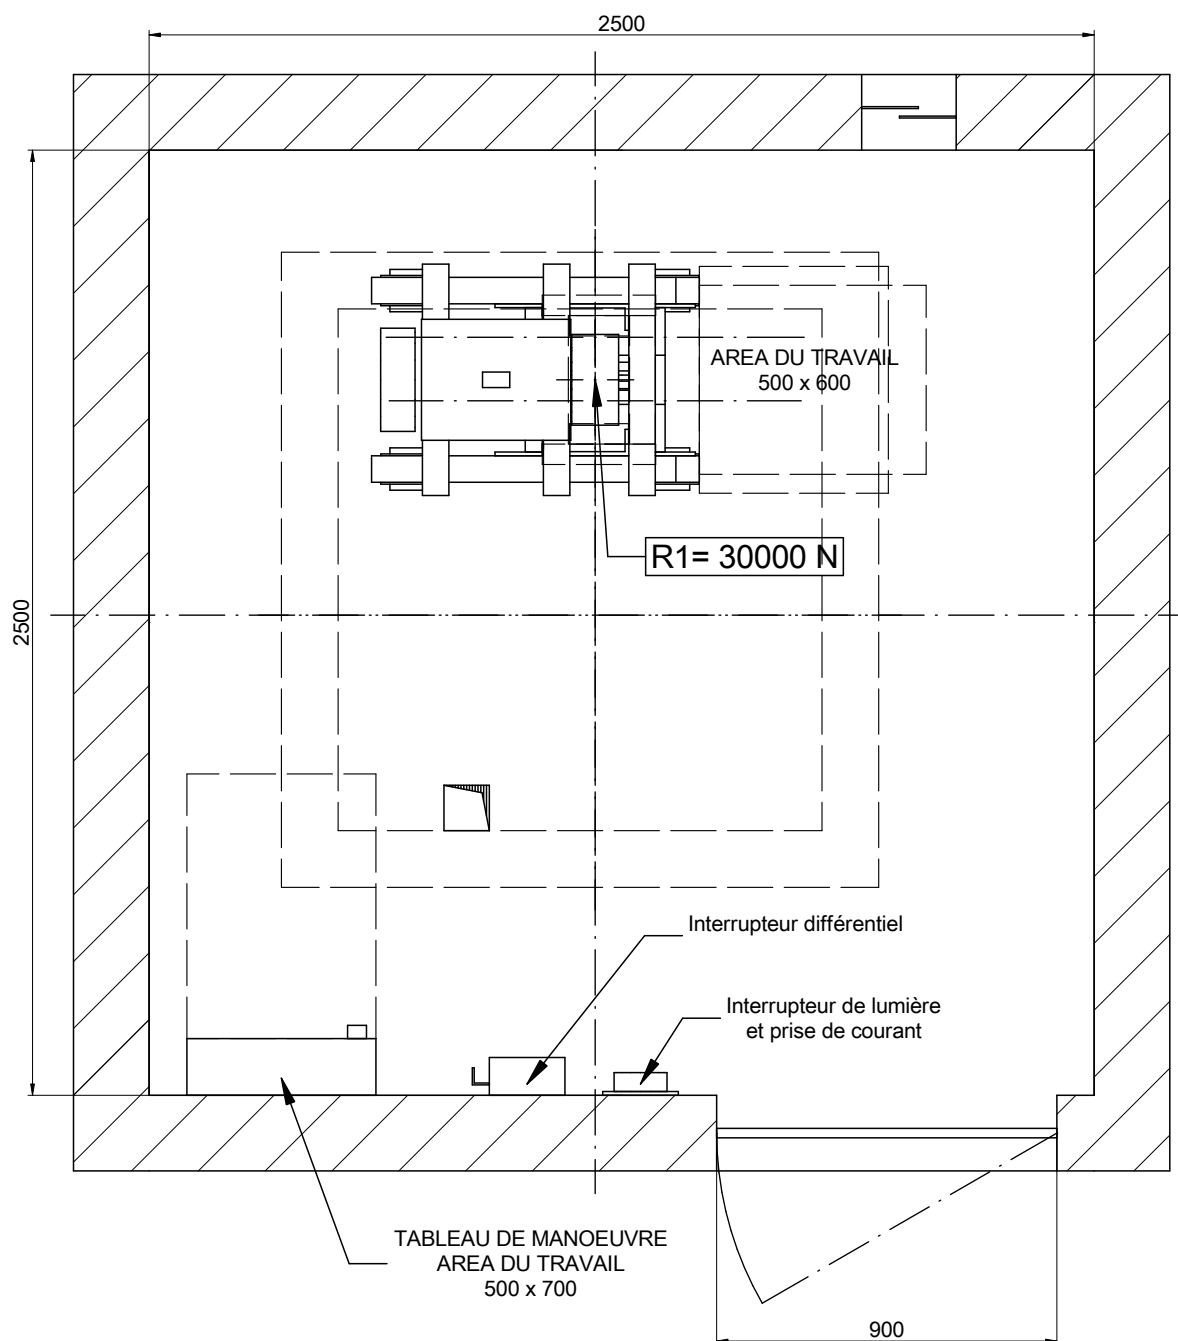 2500
AREA DU TRAVAIL
500 x 600
R1= 30000 N
2500
Interrupteur différentiel
Interrupteur de lumière
et prise de courant
TABLEAU DE MANOEUVRE
AREA DU TRAVAIL
500 x 700
900